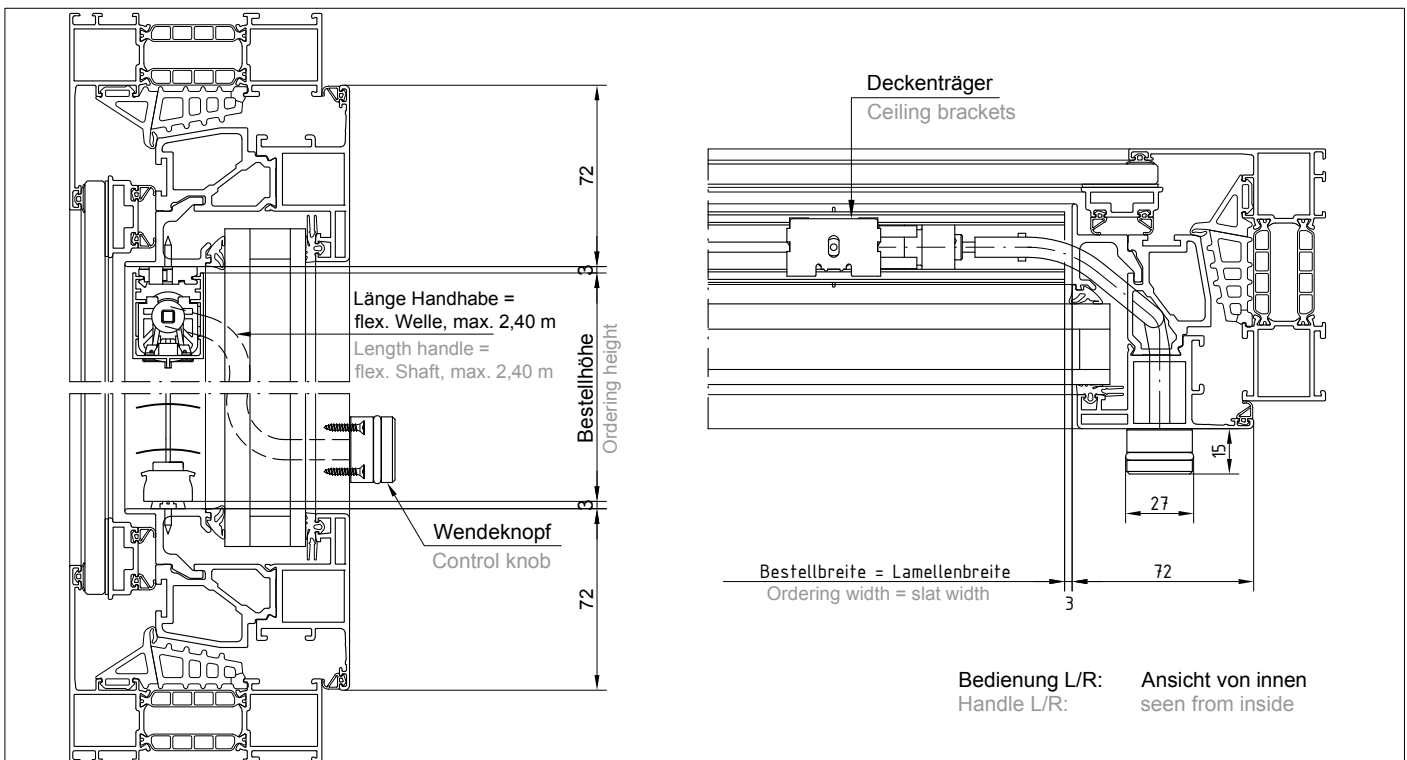 72
3
Länge Handhabe =
flex. Welle, max. 2,40 m
Length handle =
flex. Shaft, max. 2,40 m
Bestellhöhe
Ordering height
3
Wendeknopf
Control knob
72
Deckenträger
Ceiling brackets
15
27
Bestellbreite = Lamellenbreite
Ordering width = slat width
3
72
Bedienung L/R: Ansicht von innen
Handle L/R: seen from inside